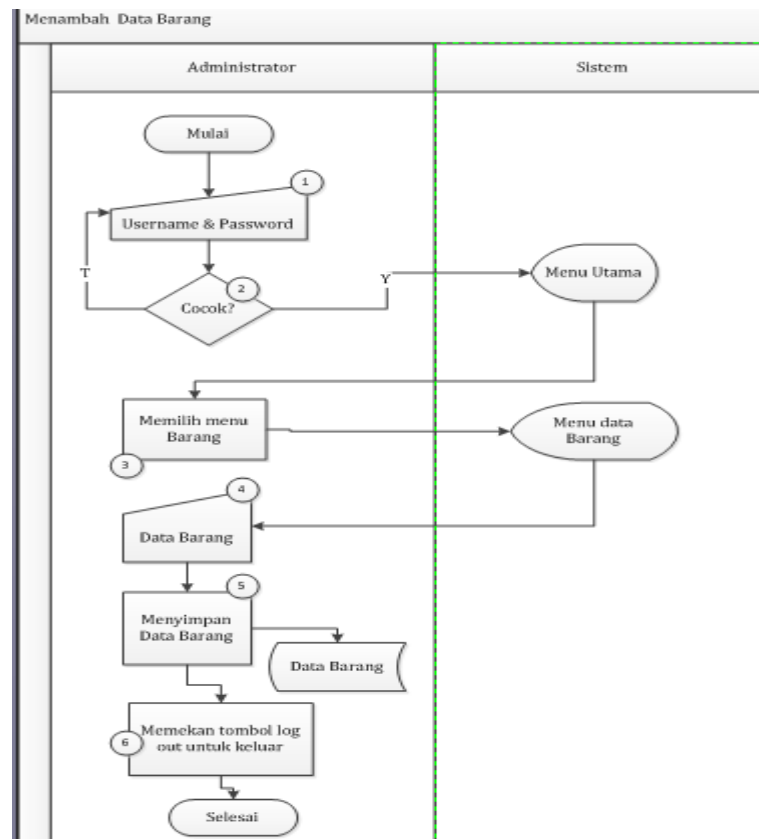 Menambah Data Barang
Administrator
Sistem
Mulai
1
Username & Password
T
2
Cocok?
Y
Menu Utama
Memilih menu
Barang
3
Menu data
Barang
4
Data Barang
5
Menyimpan
Data Barang
Data Barang
Memekan tombol log
out untuk keluar
6
Selesai